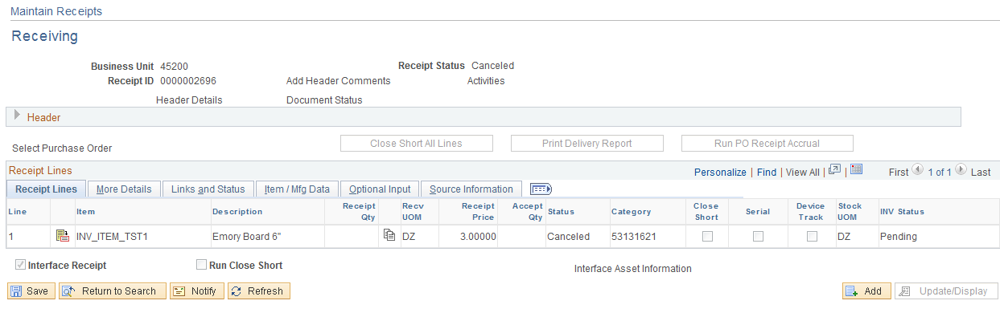 Maintain Receipts
Receiving
Business Unit 45200 Receipt Status Canceled
Receipt ID 0000002696 Add Header Comments Activities
Header Details Document Status
Header
Select Purchase Order Close Short All Lines Print Delivery Report Run PO Receipt Accrual
Receipt Lines Personalize | Find | View All | | First 1 of 1 Last
Receipt Lines More Details Links and Status Item / Mfg Data Optional Input Source Information
Line Item Description Receipt Qty Recv UOM Receipt Price Accept Qty Status Category Close Short Serial Device Track Stock UOM INV Status
1 INV_ITEM_TST1 Emory Board 6" DZ 3.00000 Canceled 53131621 DZ Pending
Interface Receipt Run Close Short Interface Asset Information
Save Return to Search Notify Refresh Add Update/Display